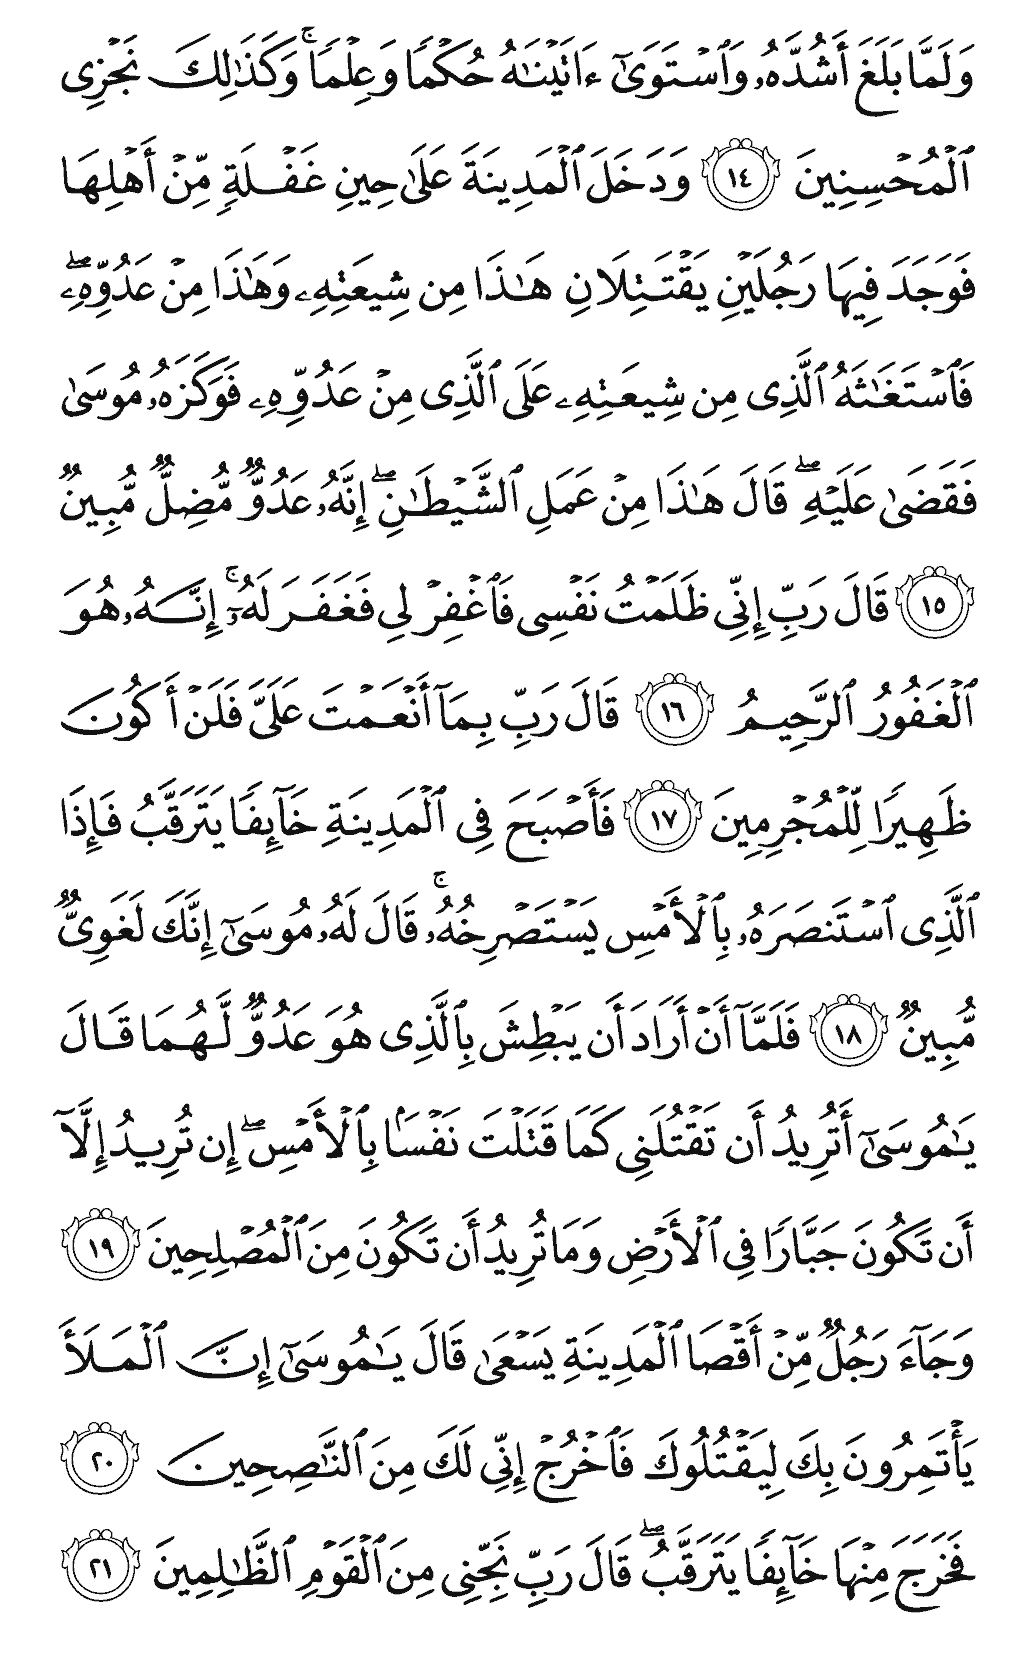 وَلَمَّا بَلَغَ أَشُدَّهُۥ وَٱسۡتَوَىٰٓ ءَاتَيۡنَٰهُ حُكۡمٗا وَعِلۡمٗاۚ وَكَذَٰلِكَ نَجۡزِي
ٱلۡمُحۡسِنِينَ ١٤ وَدَخَلَ ٱلۡمَدِينَةَ عَلَىٰ حِينِ غَفۡلَةٖ مِّنۡ أَهۡلِهَا
فَوَجَدَ فِيهَا رَجُلَيۡنِ يَقۡتَتِلَانِ هَٰذَا مِن شِيعَتِهِۦ وَهَٰذَا مِنۡ عَدُوِّهِۦۖ
فَٱسۡتَغَٰثَهُ ٱلَّذِي مِن شِيعَتِهِۦ عَلَى ٱلَّذِي مِنۡ عَدُوِّهِۦ فَوَكَزَهُۥ مُوسَىٰ
فَقَضَىٰ عَلَيۡهِۖ قَالَ هَٰذَا مِنۡ عَمَلِ ٱلشَّيۡطَٰنِۖ إِنَّهُۥ عَدُوّٞ مُّضِلّٞ مُّبِينٞ
١٥ قَالَ رَبِّ إِنِّي ظَلَمۡتُ نَفۡسِي فَٱغۡفِرۡ لِي فَغَفَرَ لَهُۥٓۚ إِنَّهُۥ هُوَ
ٱلۡغَفُورُ ٱلرَّحِيمُ ١٦ قَالَ رَبِّ بِمَآ أَنۡعَمۡتَ عَلَيَّ فَلَنۡ أَكُونَ
ظَهِيرٗا لِّلۡمُجۡرِمِينَ ١٧ فَأَصۡبَحَ فِي ٱلۡمَدِينَةِ خَآئِفٗا يَتَرَقَّبُ فَإِذَا
ٱلَّذِي ٱسۡتَنصَرَهُۥ بِٱلۡأَمۡسِ يَسۡتَصۡرِخُهُۥۚ قَالَ لَهُۥ مُوسَىٰٓ إِنَّكَ لَغَوِيّٞ
مُّبِينٞ ١٨ فَلَمَّآ أَنۡ أَرَادَ أَن يَبۡطِشَ بِٱلَّذِي هُوَ عَدُوّٞ لَّهُمَا قَالَ
يَٰمُوسَىٰٓ أَتُرِيدُ أَن تَقۡتُلَنِي كَمَا قَتَلۡتَ نَفۡسَۢا بِٱلۡأَمۡسِۖ إِن تُرِيدُ إِلَّآ
أَن تَكُونَ جَبَّارٗا فِي ٱلۡأَرۡضِ وَمَا تُرِيدُ أَن تَكُونَ مِنَ ٱلۡمُصۡلِحِينَ ١٩
وَجَآءَ رَجُلٞ مِّنۡ أَقۡصَا ٱلۡمَدِينَةِ يَسۡعَىٰ قَالَ يَٰمُوسَىٰٓ إِنَّ ٱلۡمَلَأَ
يَأۡتَمِرُونَ بِكَ لِيَقۡتُلُوكَ فَٱخۡرُجۡ إِنِّي لَكَ مِنَ ٱلنَّٰصِحِينَ ٢٠
فَخَرَجَ مِنۡهَا خَآئِفٗا يَتَرَقَّبُۖ قَالَ رَبِّ نَجِّنِي مِنَ ٱلۡقَوۡمِ ٱلظَّٰلِمِينَ ٢١